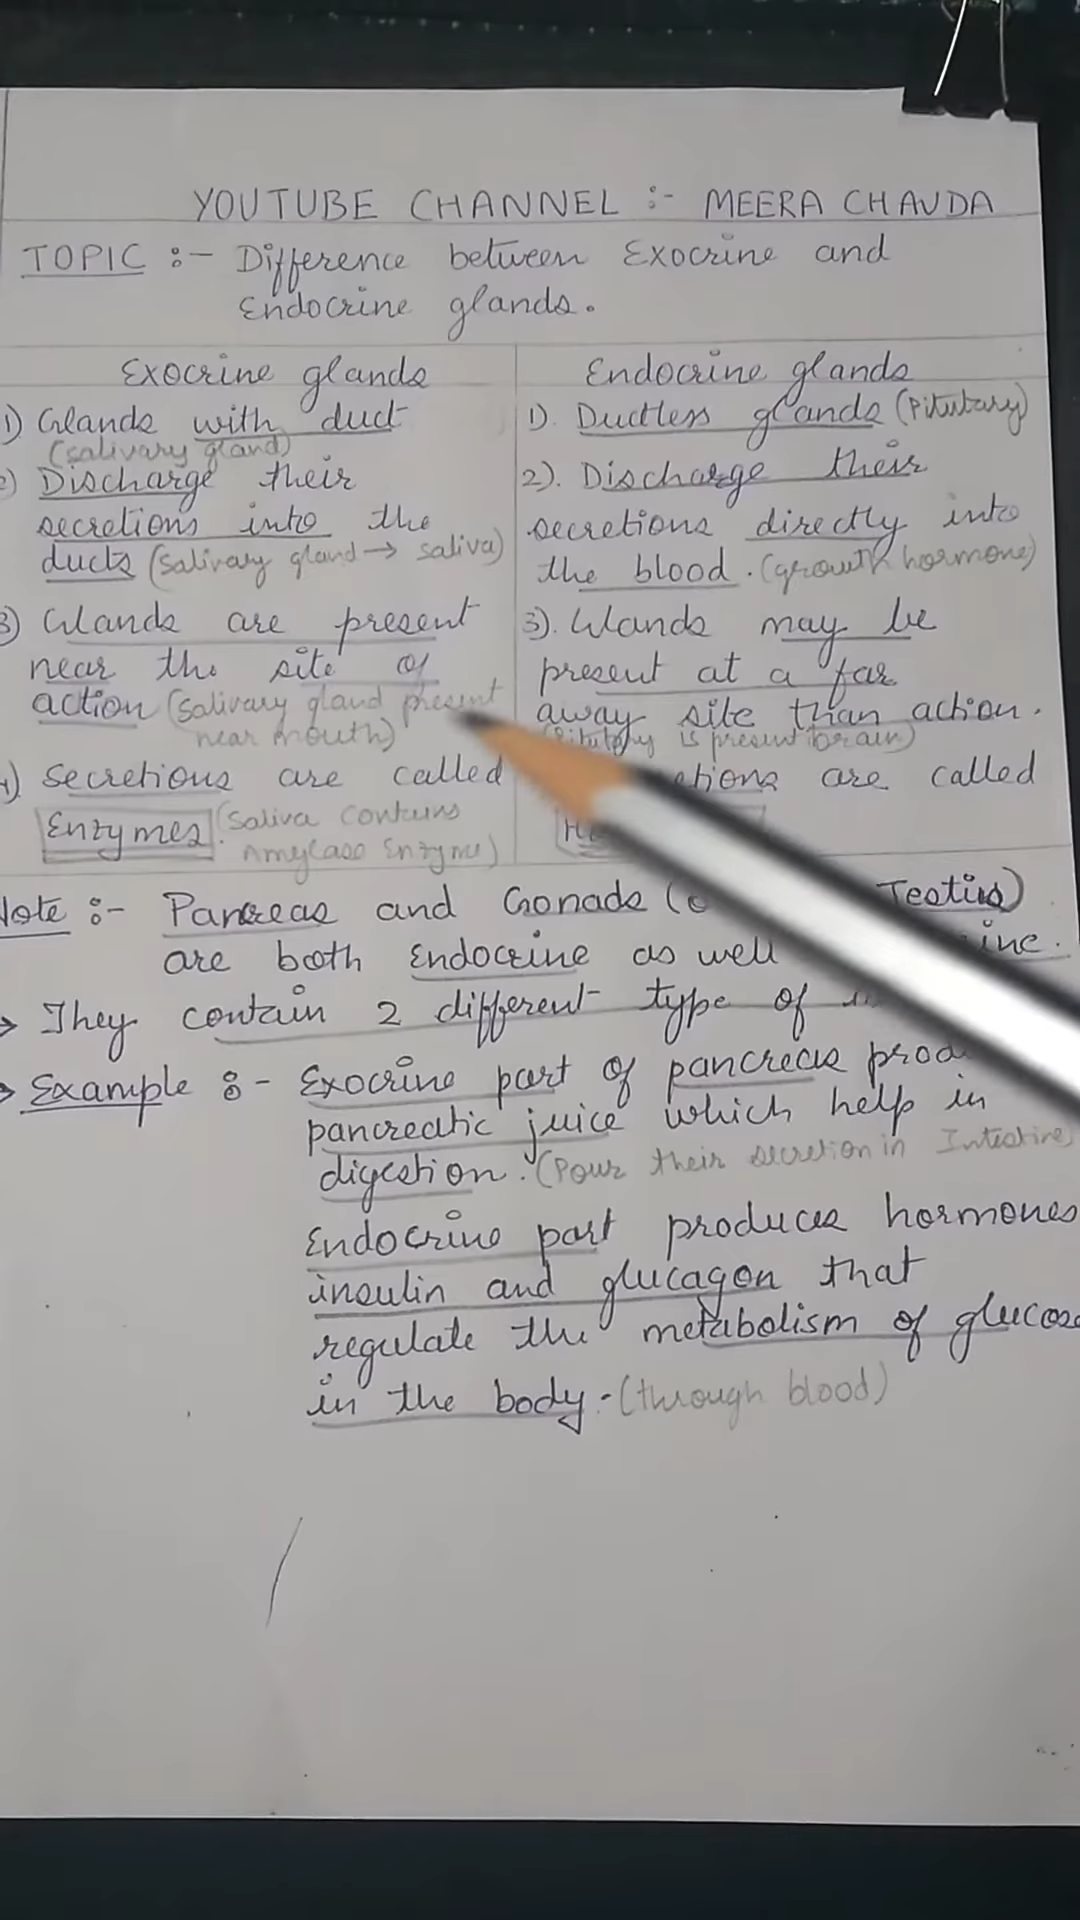 YOUTUBE CHANNEL :- MEERA CHAVDA
TOPIC :- Difference between Exocrine and
Endocrine glands.
Exocrine glands
1) Glands with duct
(Salivary gland)
2) Discharge their
secretions into the
ducts (Salivary gland → saliva)
3) Glands are present
near the site of
action (Salivary gland present
near mouth)
4) Secretions are called
Enzymes. (Saliva contains
Amylase Enzyme)
Endocrine glands
1). Ductless glands (Pitutary)
2). Discharge their
secretions directly into
the blood. (growth hormone)
3). Glands may be
present at a far
away site than action.
(Pitutary is present brain)
are called
Note :- Pancreas and Gonads ( Testis)
are both Endocrine as well
→ They contain 2 different type of
→ Example :- Exocrine part of pancreas
pancreatic juice which help in
digestion. (Pour their secretion in Intestine)
Endocrine part produces hormones
insulin and glucagon that
regulate the metabolism of glucose
in the body. (through blood)